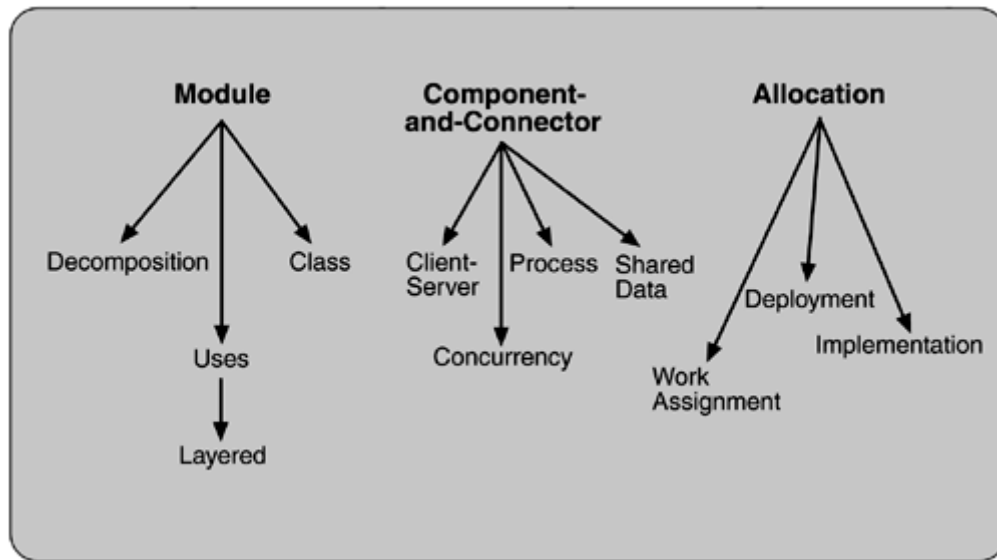 Module
Component-
and-Connector
Allocation
Decomposition
Class
Client-
Server
Process
Shared
Data
Deployment
Uses
Concurrency
Implementation
Work
Assignment
Layered